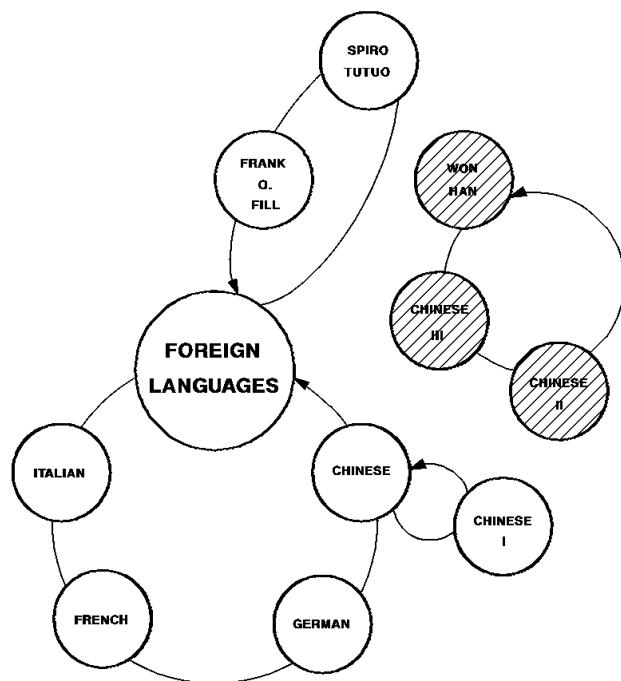 SPIRO
TUTUO
FRANK
Q.
FILL
WON
HAN
CHINESE
III
CHINESE
II
FOREIGN
LANGUAGES
ITALIAN
CHINESE
CHINESE
I
FRENCH
GERMAN